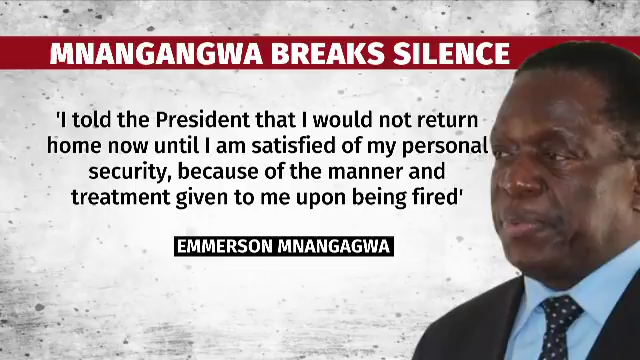 MNANGANGWA BREAKS SILENCE
'I told the President that I would not return
home now until I am satisfied of my personal
security, because of the manner and
treatment given to me upon being fired'
EMMERSON MNANGAGWA